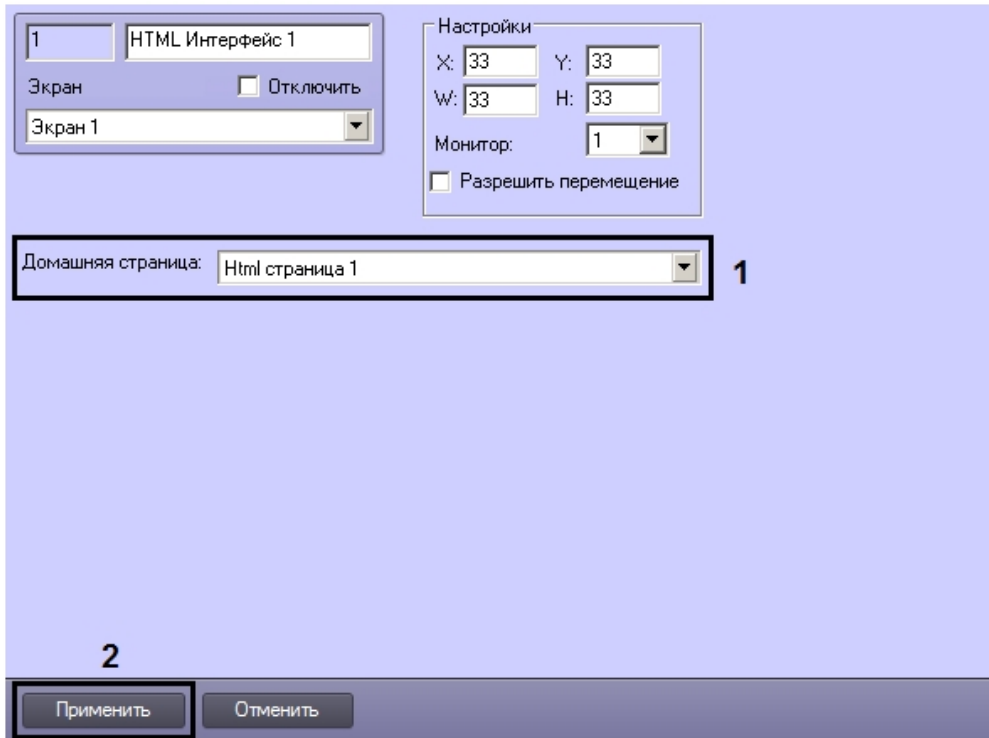 1 HTML Интерфейс 1
Экран Отключить
Экран 1
Настройки
X: 33 Y: 33
W: 33 H: 33
Монитор: 1
Разрешить перемещение
Домашняя страница: Html страница 1 1
2
Применить Отменить